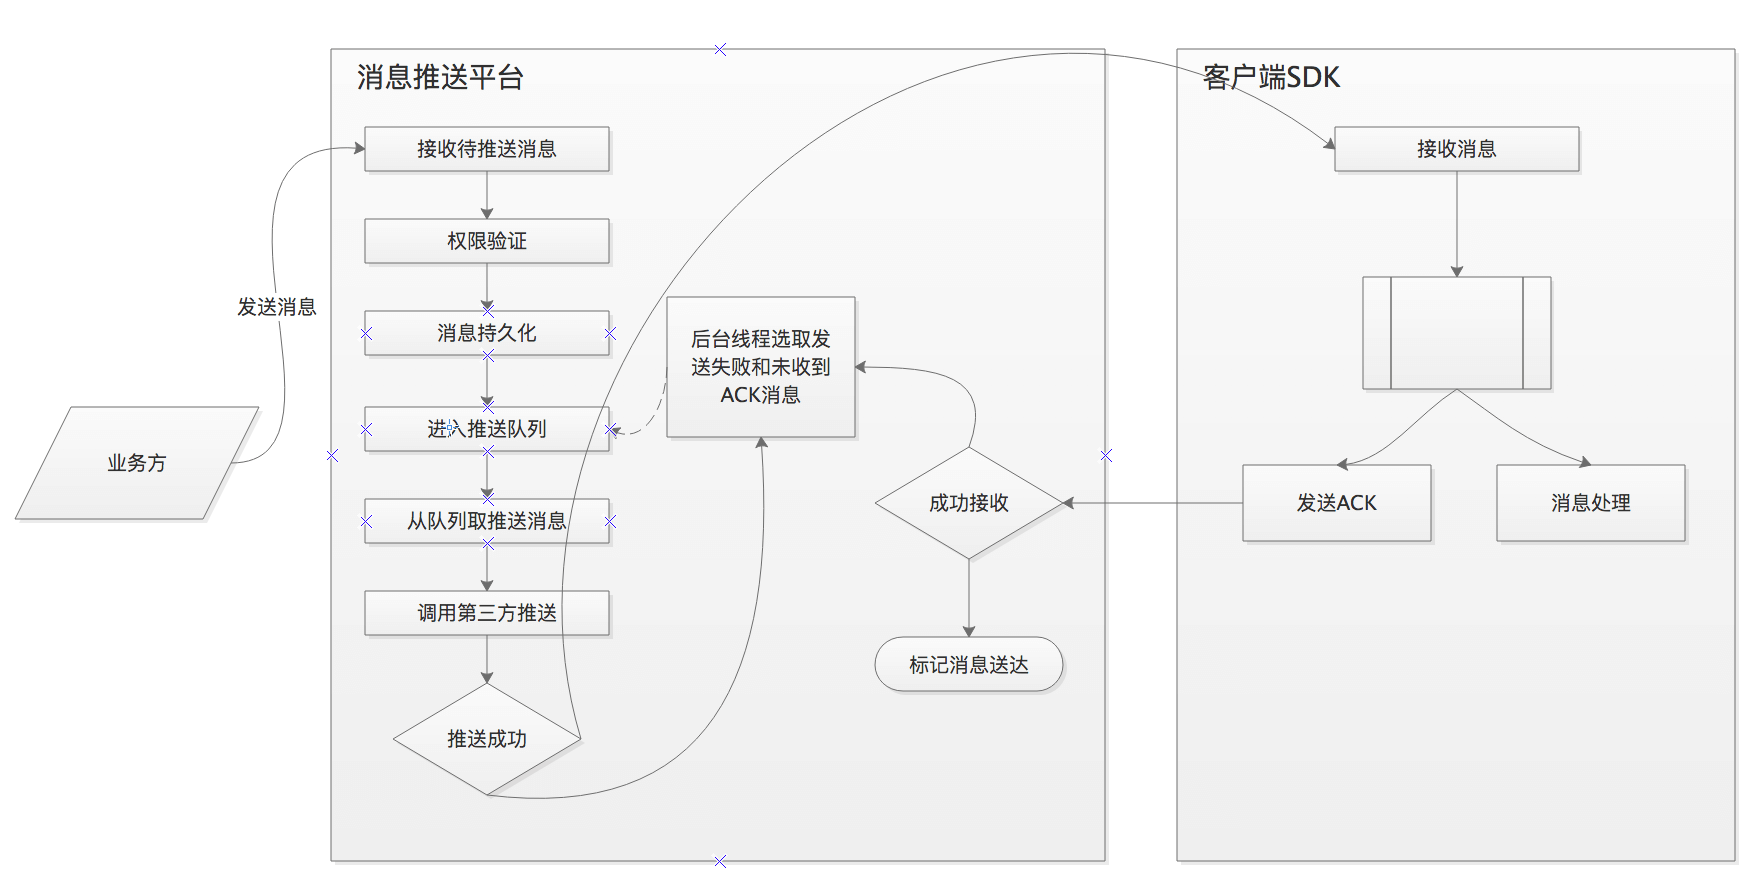 消息推送平台
客户端SDK
接收待推送消息
接收消息
权限验证
发送消息
消息持久化
后台线程选取发
送失败和未收到
ACK消息
进入推送队列
业务方
成功接收
发送ACK
消息处理
从队列取推送消息
调用第三方推送
标记消息送达
推送成功